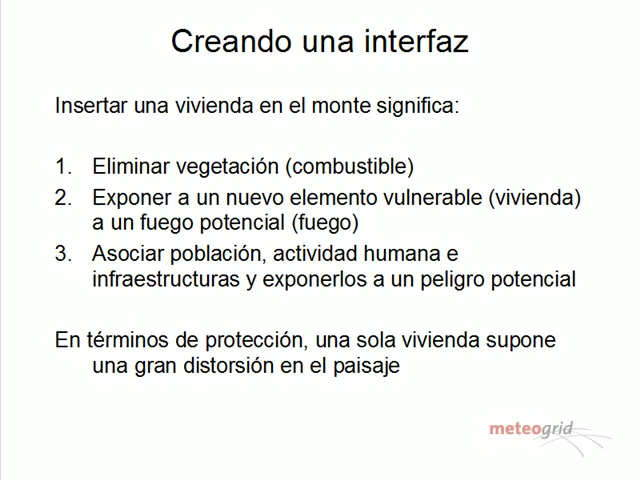 Creando una interfaz
Insertar una vivienda en el monte significa:
1. Eliminar vegetación (combustible)
2. Exponer a un nuevo elemento vulnerable (vivienda)
a un fuego potencial (fuego)
3. Asociar población, actividad humana e
infraestructuras y exponerlos a un peligro potencial
En términos de protección, una sola vivienda supone
una gran distorsión en el paisaje
meteogrid